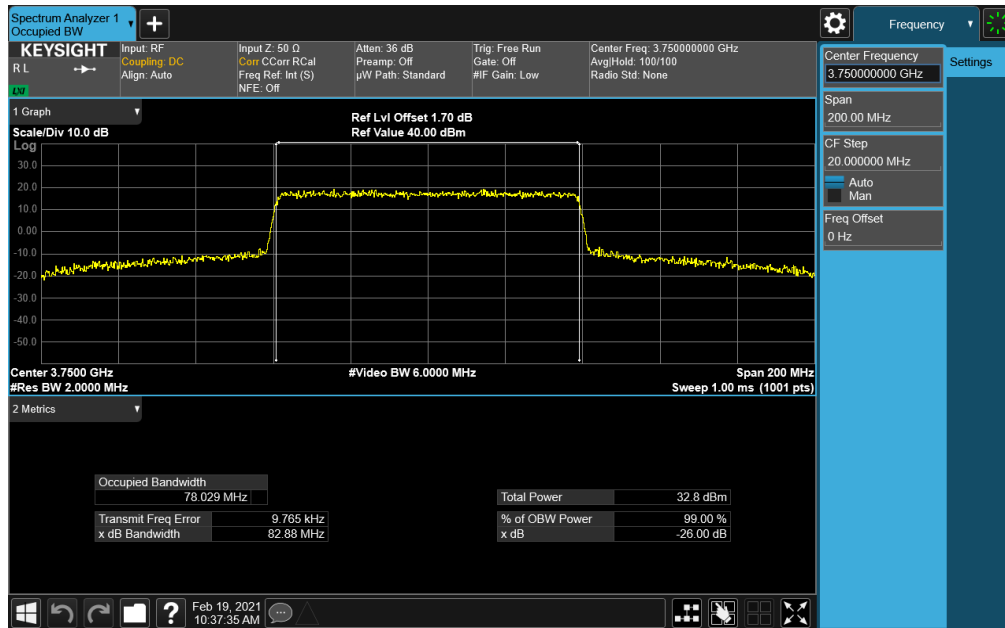 Spectrum Analyzer 1
Occupied BW
Frequency
KEYSIGHT
R L
LXI
Input: RF
Coupling: DC
Align: Auto
Input Z: 50 Ω
Corr CCorr RCal
Freq Ref: Int (S)
NFE: Off
Atten: 36 dB
Preamp: Off
µW Path: Standard
Trig: Free Run
Gate: Off
#IF Gain: Low
Center Freq: 3.750000000 GHz
Avg|Hold: 100/100
Radio Std: None
Center Frequency
3.750000000 GHz
Settings
Span
200.00 MHz
CF Step
20.000000 MHz
Auto
Man
Freq Offset
0 Hz
1 Graph
Scale/Div 10.0 dB
Ref Lvl Offset 1.70 dB
Ref Value 40.00 dBm
Log
30.0
20.0
10.0
0.00
-10.0
-20.0
-30.0
-40.0
-50.0
Center 3.7500 GHz
#Video BW 6.0000 MHz
Span 200 MHz
#Res BW 2.0000 MHz
Sweep 1.00 ms (1001 pts)
2 Metrics
Occupied Bandwidth
78.029 MHz
Total Power 32.8 dBm
Transmit Freq Error 9.765 kHz
% of OBW Power 99.00 %
x dB Bandwidth 82.88 MHz
x dB -26.00 dB
?
Feb 19, 2021
10:37:35 AM